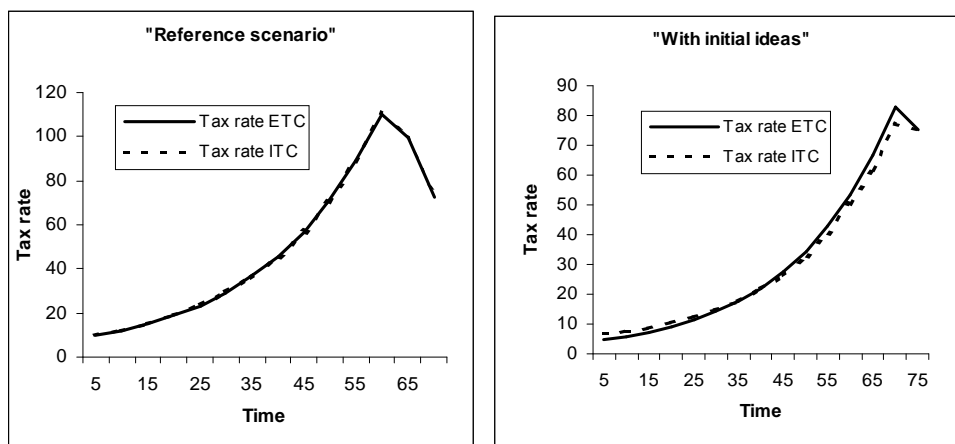 "Reference scenario"
120
100
80
60
40
20
0
Tax rate
Tax rate ETC
Tax rate ITC
5 15 25 35 45 55 65
Time
"With initial ideas"
90
80
70
60
50
40
30
20
10
0
Tax rate
Tax rate ETC
Tax rate ITC
5 15 25 35 45 55 65 75
Time